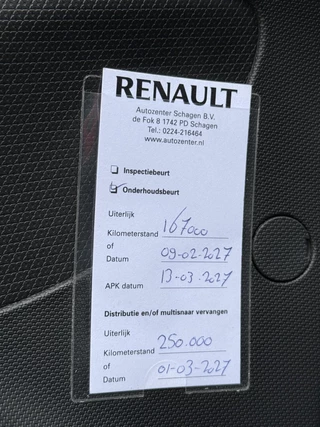 RENAULT
Autozenter Schagen B.V.
de Fok 8 1742 PD Schagen
Tel.: 0224-216464
www.autozenter.nl
Inspectiebeurt
Onderhoudsbeurt
Uiterlijk
Kilometerstand 167000
of
Datum 09-02-2027
APK datum 13-03-2027
Distributie en/of multisnaar vervangen
Uiterlijk
Kilometerstand 250.000
of
Datum 01-03-2027